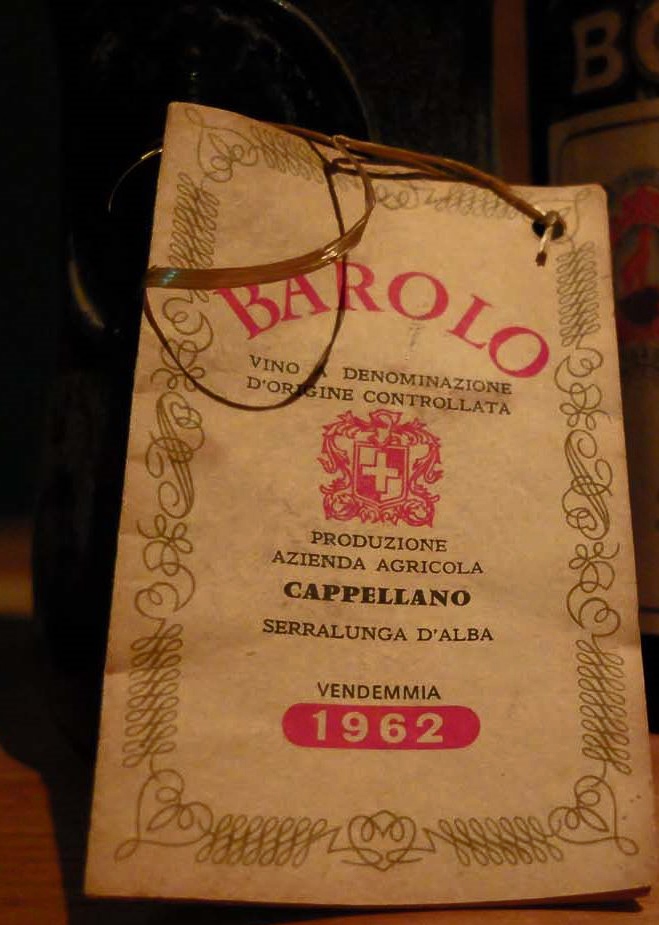 BAROLO
VINO A DENOMINAZIONE
D'ORIGINE CONTROLLATA
PRODUZIONE
AZIENDA AGRICOLA
CAPPELLANO
SERRALUNGA D'ALBA
VENDEMMIA
1962